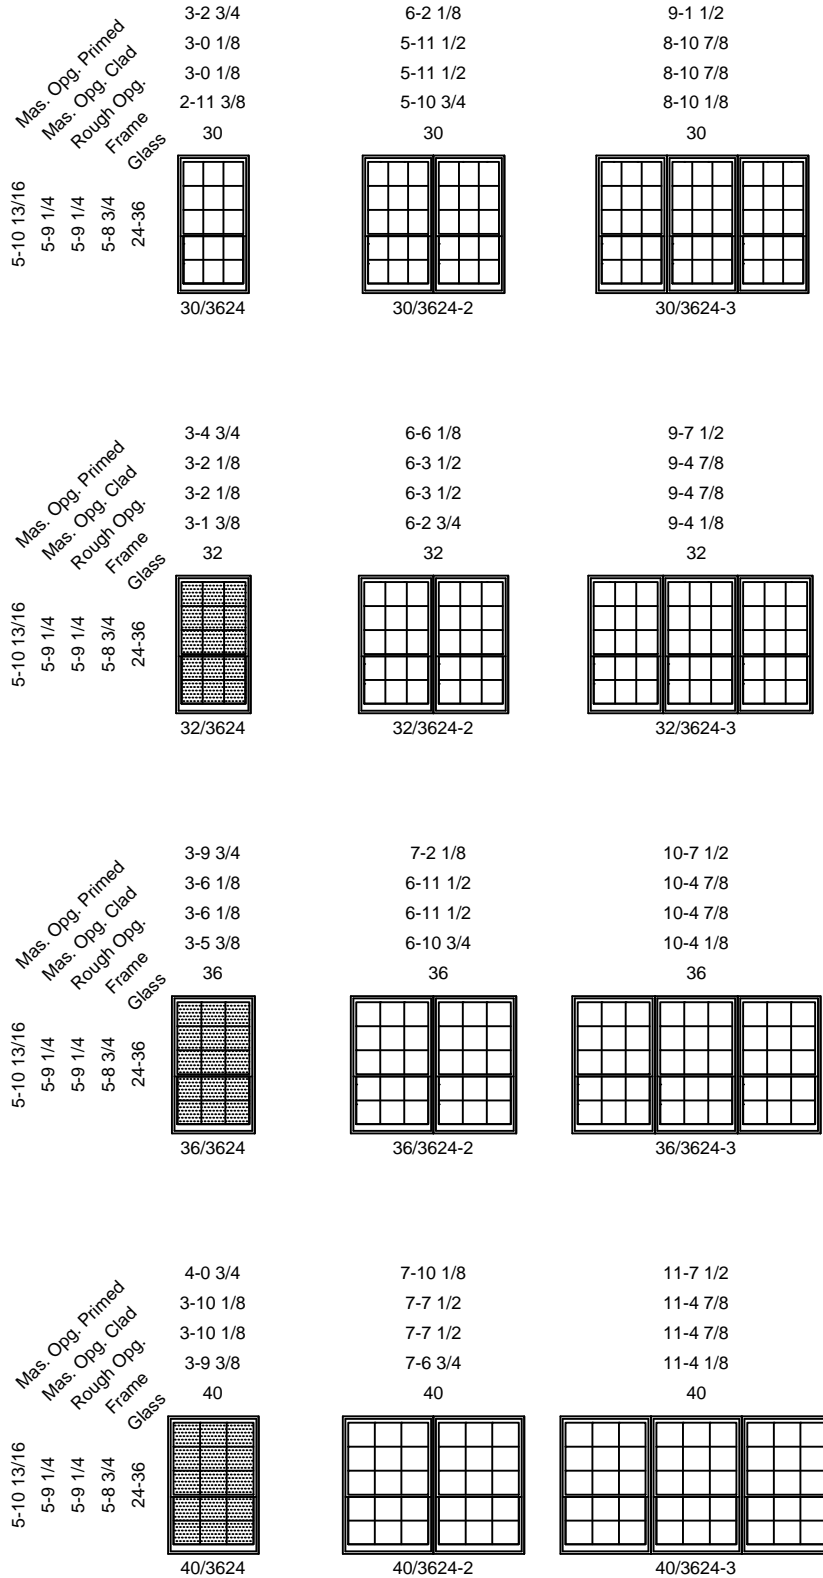 3-2 3/4 6-2 1/8 9-1 1/2
3-0 1/8 5-11 1/2 8-10 7/8
3-0 1/8 5-11 1/2 8-10 7/8
2-11 3/8 5-10 3/4 8-10 1/8
30 30 30
Mas. Opg. Primed
Mas. Opg. Clad
Rough Opg.
Frame
Glass
5-10 13/16
5-9 1/4
5-9 1/4
5-8 3/4
24-36
30/3624 30/3624-2 30/3624-3
3-4 3/4 6-6 1/8 9-7 1/2
3-2 1/8 6-3 1/2 9-4 7/8
3-2 1/8 6-3 1/2 9-4 7/8
3-1 3/8 6-2 3/4 9-4 1/8
32 32 32
Mas. Opg. Primed
Mas. Opg. Clad
Rough Opg.
Frame
Glass
5-10 13/16
5-9 1/4
5-9 1/4
5-8 3/4
24-36
32/3624 32/3624-2 32/3624-3
3-9 3/4 7-2 1/8 10-7 1/2
3-6 1/8 6-11 1/2 10-4 7/8
3-6 1/8 6-11 1/2 10-4 7/8
3-5 3/8 6-10 3/4 10-4 1/8
36 36 36
Mas. Opg. Primed
Mas. Opg. Clad
Rough Opg.
Frame
Glass
5-10 13/16
5-9 1/4
5-9 1/4
5-8 3/4
24-36
36/3624 36/3624-2 36/3624-3
4-0 3/4 7-10 1/8 11-7 1/2
3-10 1/8 7-7 1/2 11-4 7/8
3-10 1/8 7-7 1/2 11-4 7/8
3-9 3/8 7-6 3/4 11-4 1/8
40 40 40
Mas. Opg. Primed
Mas. Opg. Clad
Rough Opg.
Frame
Glass
5-10 13/16
5-9 1/4
5-9 1/4
5-8 3/4
24-36
40/3624 40/3624-2 40/3624-3